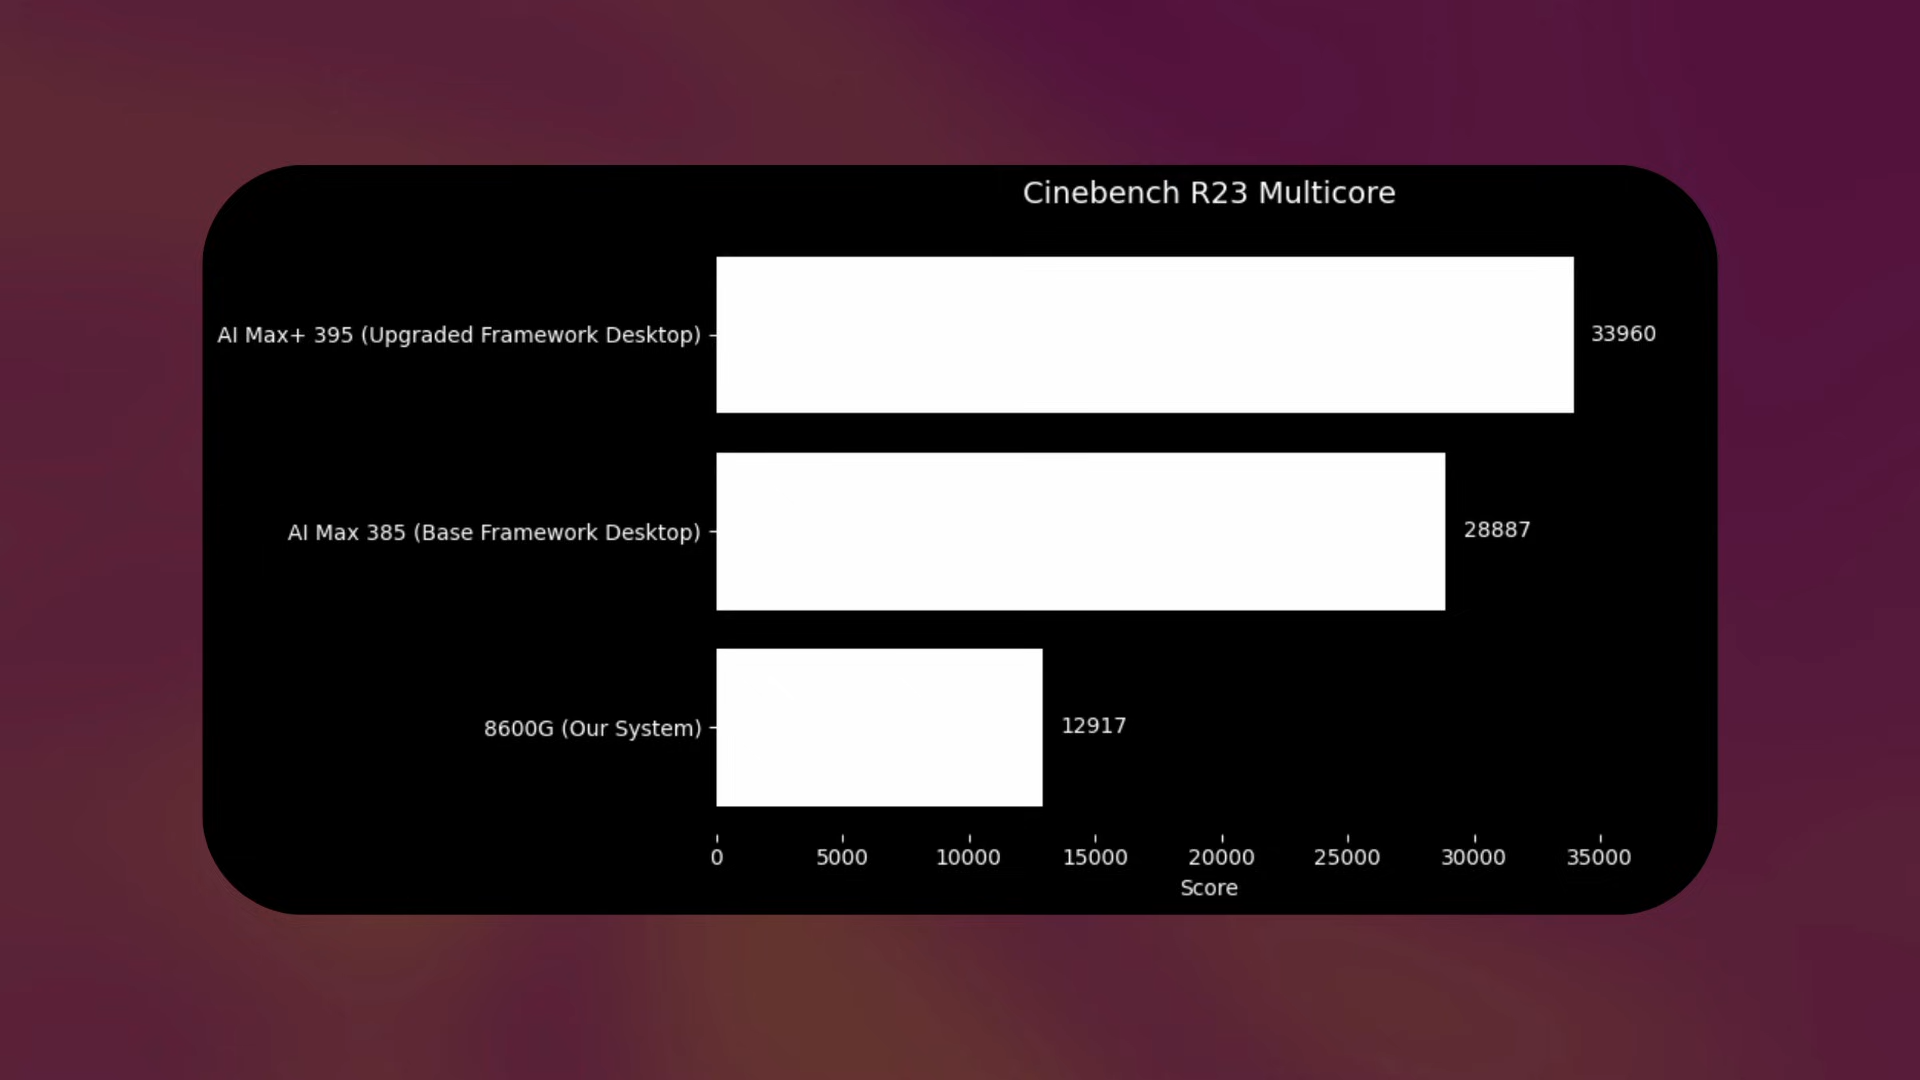 Cinebench R23 Multicore
AI Max+ 395 (Upgraded Framework Desktop)
33960
AI Max 385 (Base Framework Desktop)
28887
8600G (Our System)
12917
0 5000 10000 15000 20000 25000 30000 35000
Score